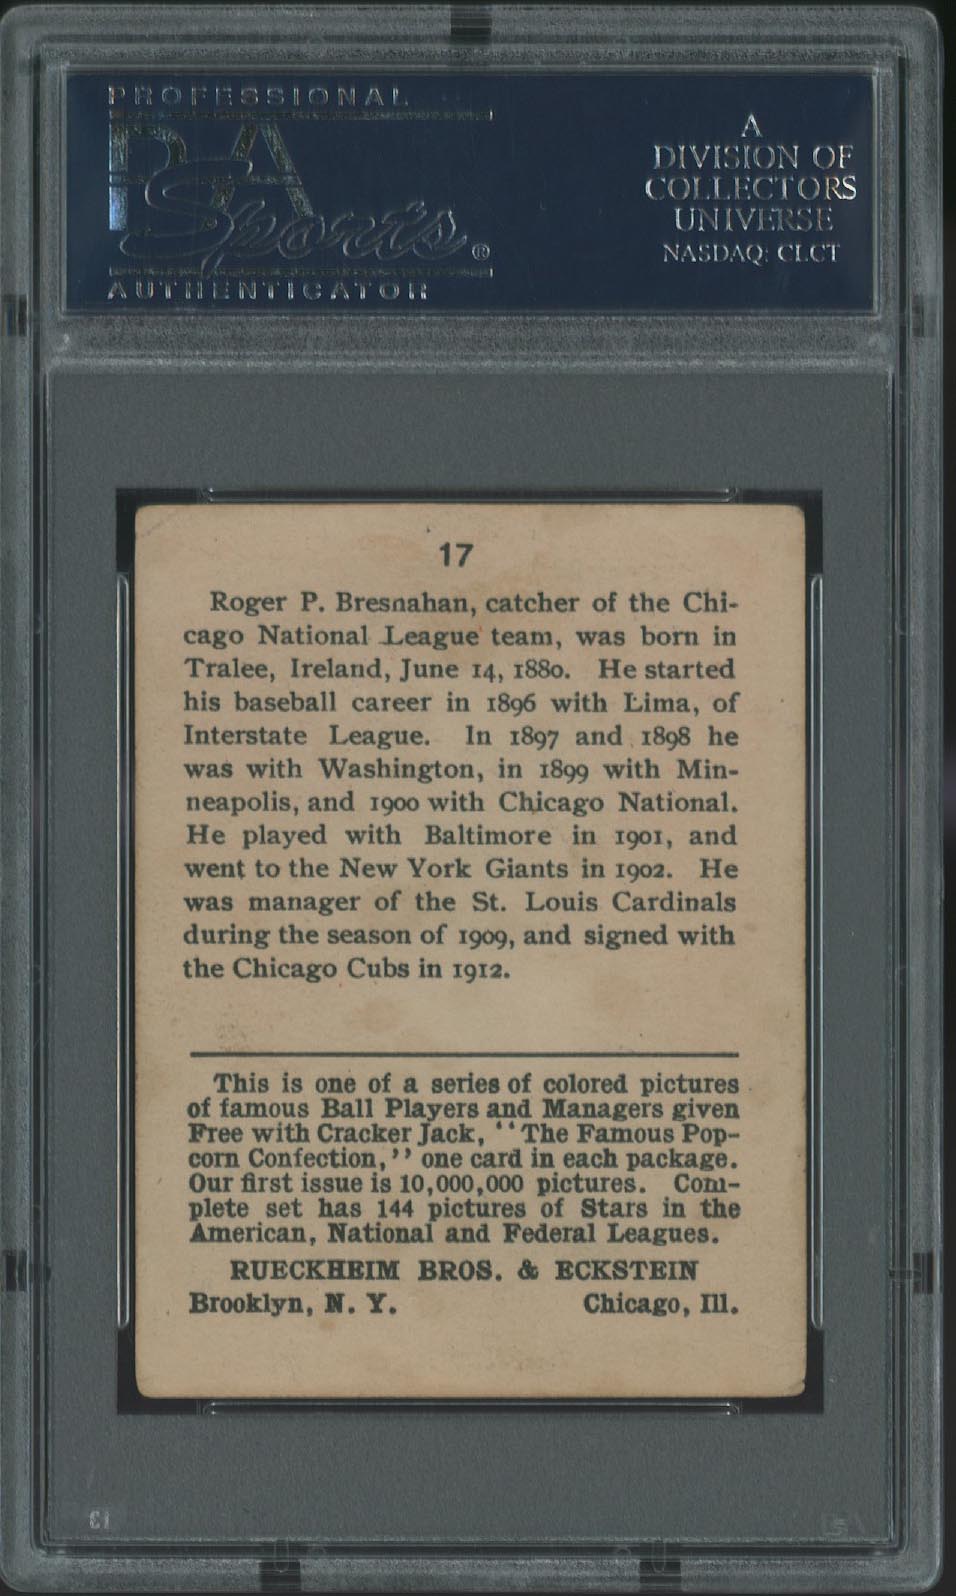 PROFESSIONAL
PSA
Sports®
AUTHENTICATOR
A
DIVISION OF
COLLECTORS
UNIVERSE
NASDAQ: CLCT
17
Roger P. Bresnahan, catcher of the Chi-
cago National League team, was born in
Tralee, Ireland, June 14, 1880. He started
his baseball career in 1896 with Lima, of
Interstate League. In 1897 and 1898 he
was with Washington, in 1899 with Min-
neapolis, and 1900 with Chicago National.
He played with Baltimore in 1901, and
went to the New York Giants in 1902. He
was manager of the St. Louis Cardinals
during the season of 1909, and signed with
the Chicago Cubs in 1912.
This is one of a series of colored pictures
of famous Ball Players and Managers given
Free with Cracker Jack, "The Famous Pop-
corn Confection," one card in each package.
Our first issue is 10,000,000 pictures. Com-
plete set has 144 pictures of Stars in the
American, National and Federal Leagues.
RUECKHEIM BROS. & ECKSTEIN
Brooklyn, N. Y. Chicago, Ill.